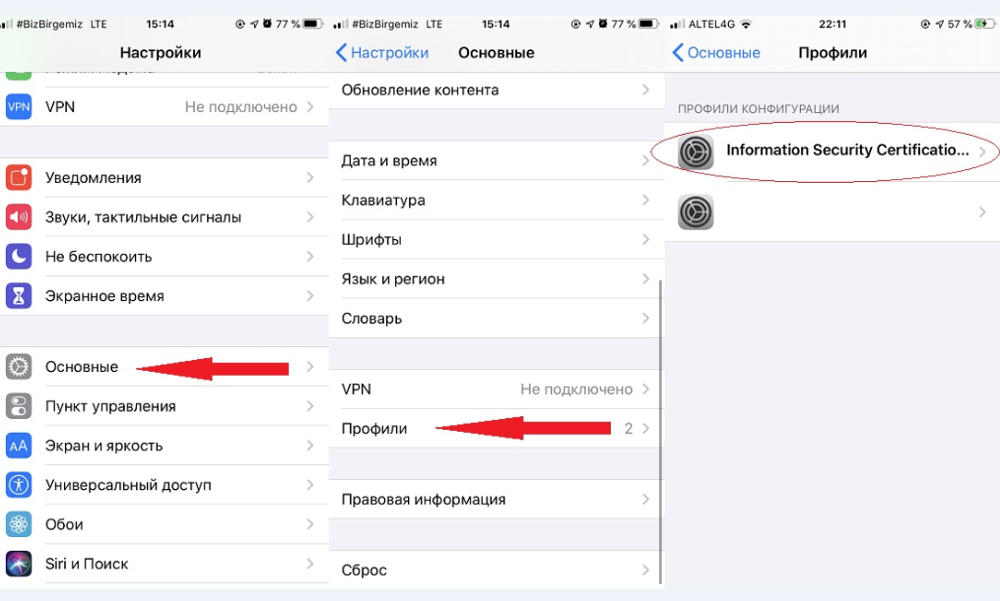 #BizBirgemiz LTE 15:14 77 %
Настройки
VPN VPN Не подключено
Уведомления
Звуки, тактильные сигналы
Не беспокоить
Экранное время
Основные
Пункт управления
AA Экран и яркость
Универсальный доступ
Обои
Siri и Поиск
#BizBirgemiz LTE 15:14 77 %
Настройки Основные
Обновление контента
Дата и время
Клавиатура
Шрифты
Язык и регион
Словарь
VPN Не подключено
Профили 2
Правовая информация
Сброс
ALTEL4G 22:11 57 %
Основные Профили
ПРОФИЛИ КОНФИГУРАЦИИ
Information Security Certificatio...